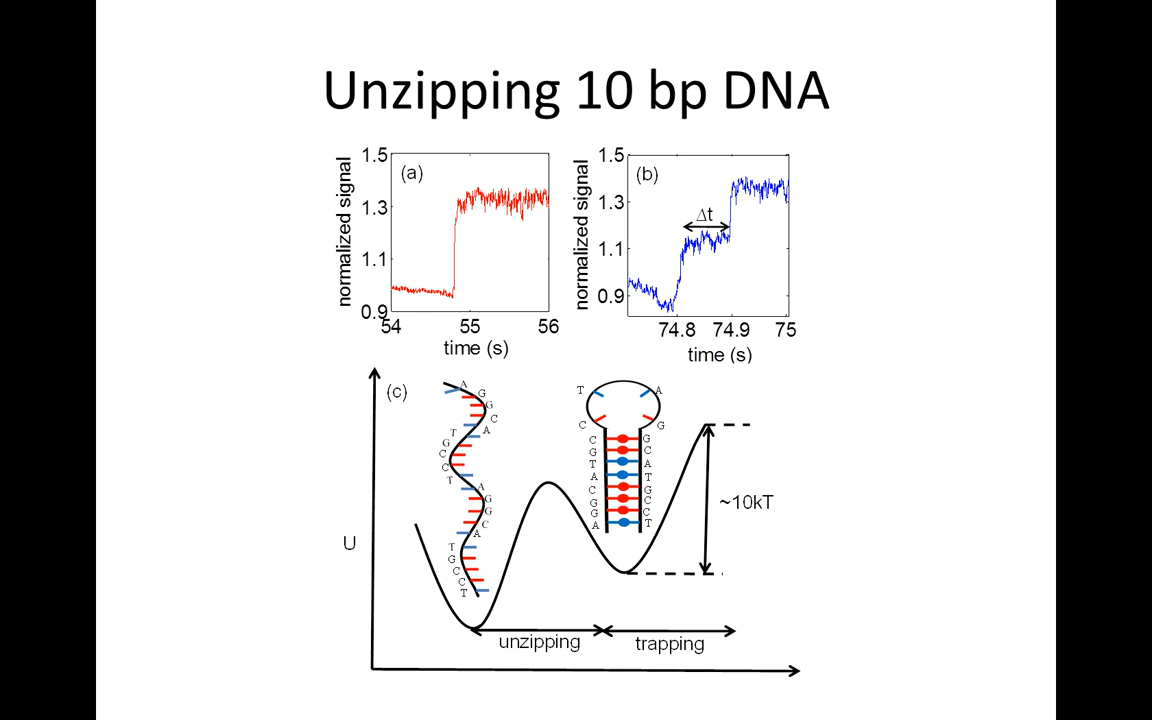 Unzipping 10 bp DNA
normalized signal
1.5
1.3
1.1
0.9
(a)
54
55
56
time (s)
normalized signal
1.5
1.3
1.1
0.9
(b)
Δt
74.8
74.9
75
time (s)
(c)
U
A
G
G
C
A
T
G
C
C
T
A
G
G
C
A
T
G
C
C
T
T
A
C
G
C
G
G
C
T
A
A
T
C
G
G
C
G
C
A
T
~10kT
unzipping
trapping